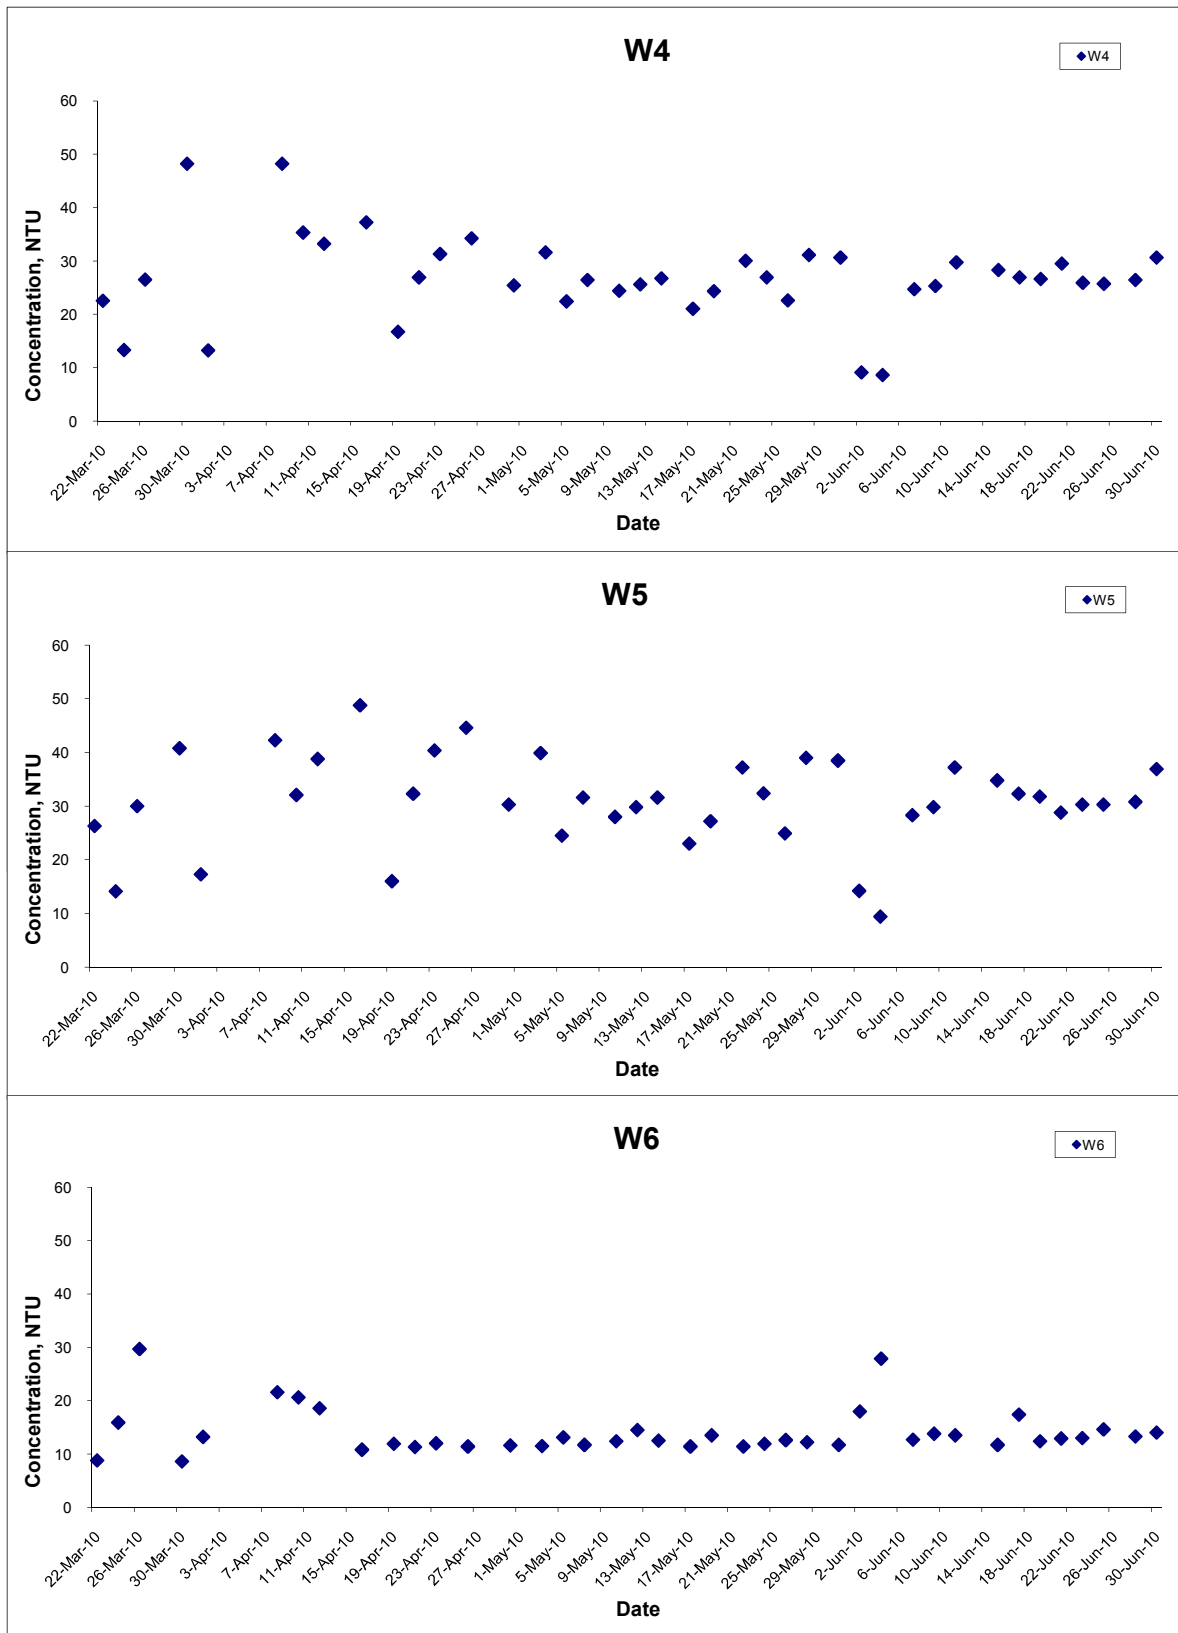 W4
W4
Concentration, NTU
60
50
40
30
20
10
0
22-Mar-10 26-Mar-10 30-Mar-10 3-Apr-10 7-Apr-10 11-Apr-10 15-Apr-10 19-Apr-10 23-Apr-10 27-Apr-10 1-May-10 5-May-10 9-May-10 13-May-10 17-May-10 21-May-10 25-May-10 29-May-10 2-Jun-10 6-Jun-10 10-Jun-10 14-Jun-10 18-Jun-10 22-Jun-10 26-Jun-10 30-Jun-10
Date
W5
W5
Concentration, NTU
60
50
40
30
20
10
0
22-Mar-10 26-Mar-10 30-Mar-10 3-Apr-10 7-Apr-10 11-Apr-10 15-Apr-10 19-Apr-10 23-Apr-10 27-Apr-10 1-May-10 5-May-10 9-May-10 13-May-10 17-May-10 21-May-10 25-May-10 29-May-10 2-Jun-10 6-Jun-10 10-Jun-10 14-Jun-10 18-Jun-10 22-Jun-10 26-Jun-10 30-Jun-10
Date
W6
W6
Concentration, NTU
60
50
40
30
20
10
0
22-Mar-10 26-Mar-10 30-Mar-10 3-Apr-10 7-Apr-10 11-Apr-10 15-Apr-10 19-Apr-10 23-Apr-10 27-Apr-10 1-May-10 5-May-10 9-May-10 13-May-10 17-May-10 21-May-10 25-May-10 29-May-10 2-Jun-10 6-Jun-10 10-Jun-10 14-Jun-10 18-Jun-10 22-Jun-10 26-Jun-10 30-Jun-10
Date